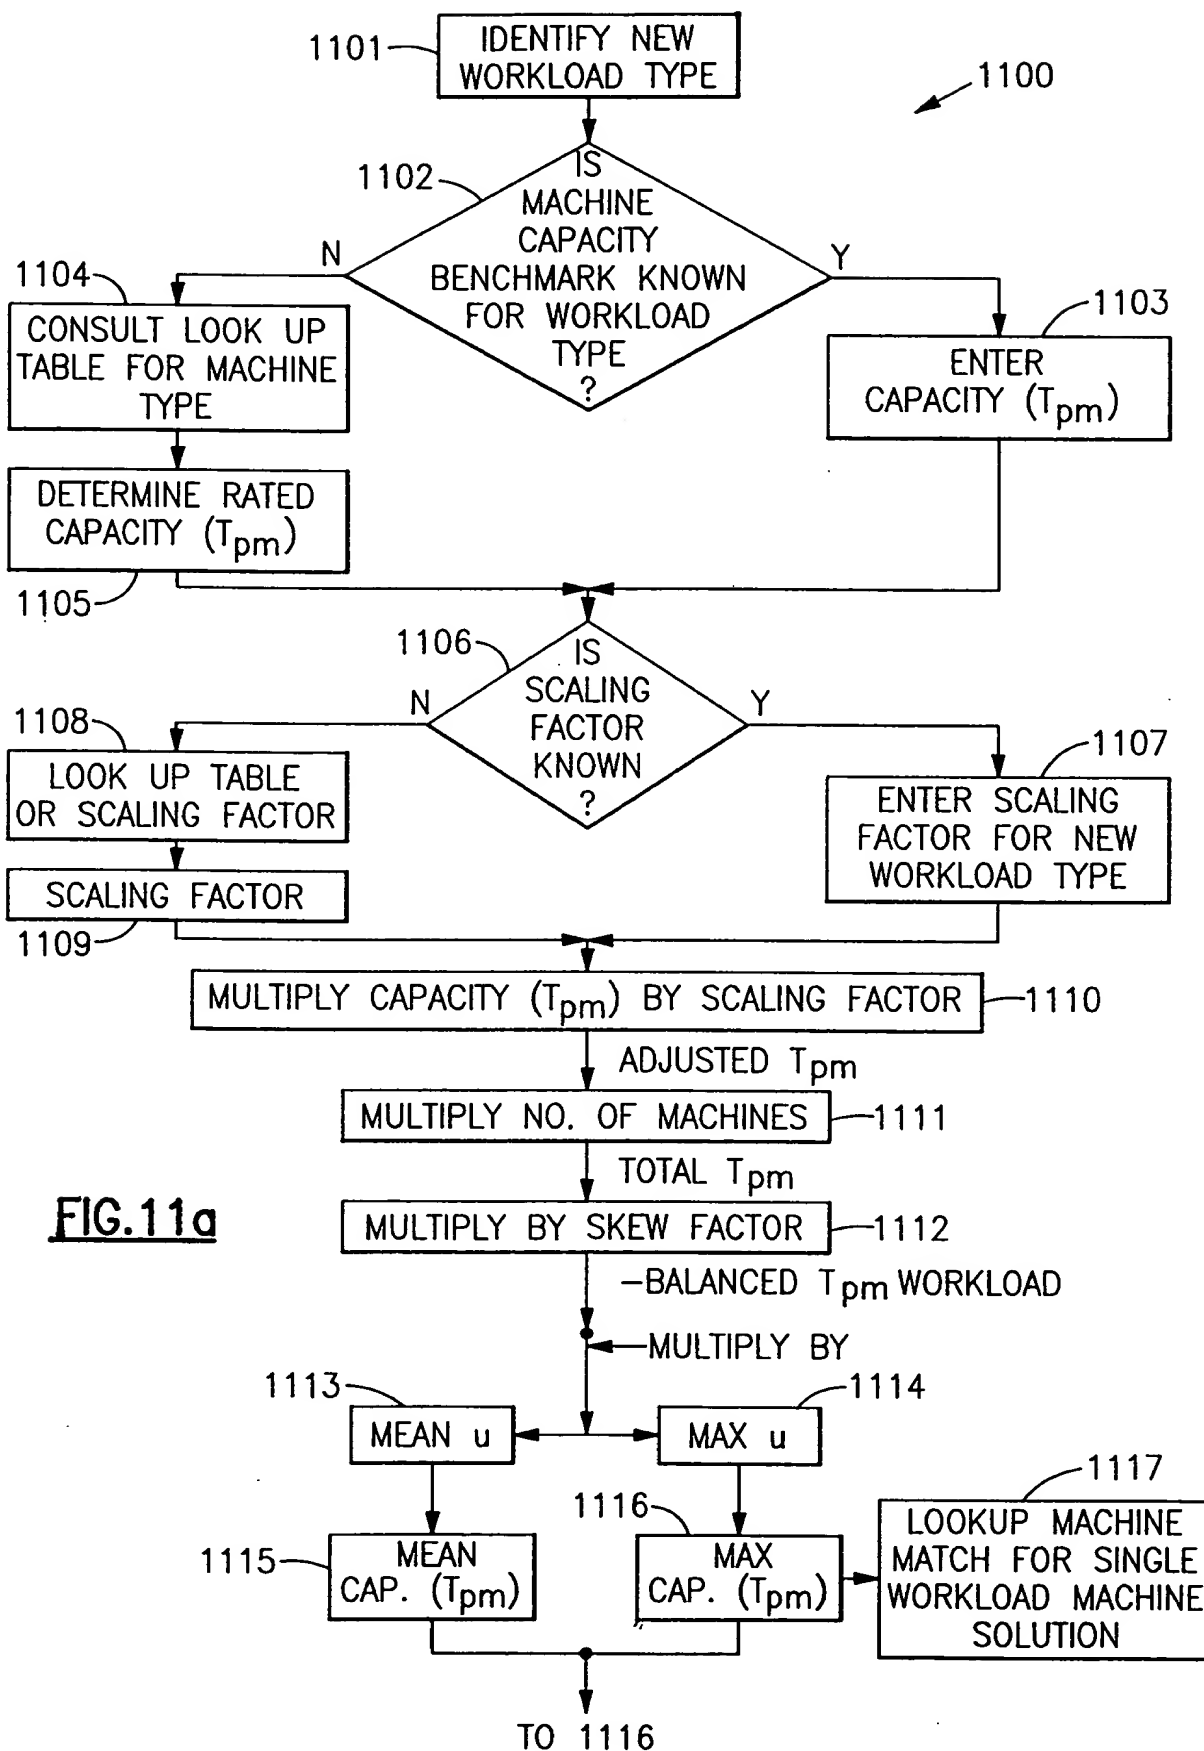 1101
IDENTIFY NEW
WORKLOAD TYPE
1100
1102
IS
MACHINE
CAPACITY
BENCHMARK KNOWN
FOR WORKLOAD
TYPE
?
N
Y
1104
CONSULT LOOK UP
TABLE FOR MACHINE
TYPE
1103
ENTER
CAPACITY (Tpm)
DETERMINE RATED
CAPACITY (Tpm)
1105
1106
IS
SCALING
FACTOR
KNOWN
?
N
Y
1108
LOOK UP TABLE
OR SCALING FACTOR
1107
ENTER SCALING
FACTOR FOR NEW
WORKLOAD TYPE
SCALING FACTOR
1109
MULTIPLY CAPACITY (Tpm) BY SCALING FACTOR
1110
ADJUSTED Tpm
MULTIPLY NO. OF MACHINES
1111
TOTAL Tpm
FIG.11a
MULTIPLY BY SKEW FACTOR
1112
-BALANCED Tpm WORKLOAD
MULTIPLY BY
1113
MEAN u
1114
MAX u
1115
MEAN
CAP. (Tpm)
1116
MAX
CAP. (Tpm)
1117
LOOKUP MACHINE
MATCH FOR SINGLE
WORKLOAD MACHINE
SOLUTION
TO 1116